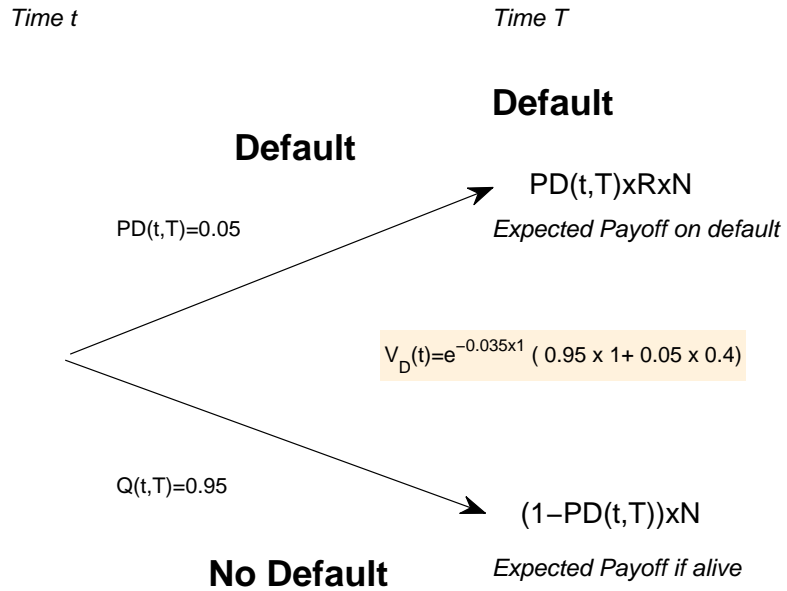 Time t
Time T
Default
Default
PD(t,T)xRxN
PD(t,T)=0.05
Expected Payoff on default
V_D(t)=e^−0.035x1 ( 0.95 x 1+ 0.05 x 0.4)
Q(t,T)=0.95
(1−PD(t,T))xN
No Default
Expected Payoff if alive